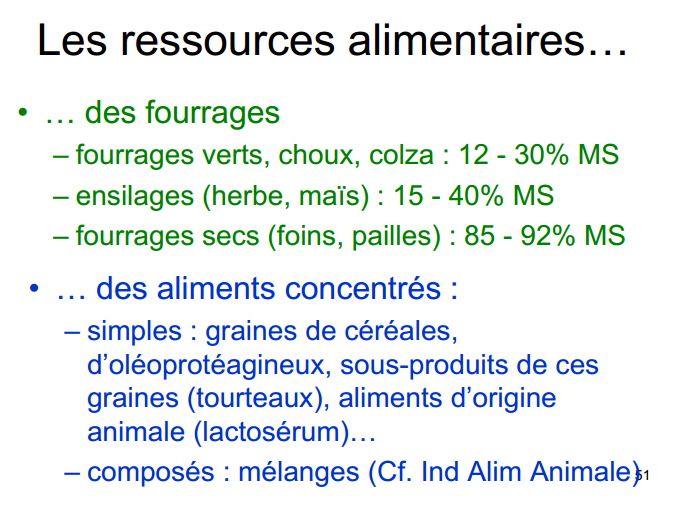 Les ressources alimentaires…
• … des fourrages
– fourrages verts, choux, colza : 12 - 30% MS
– ensilages (herbe, maïs) : 15 - 40% MS
– fourrages secs (foins, pailles) : 85 - 92% MS
• … des aliments concentrés :
– simples : graines de céréales,
d’oléoprotéagineux, sous-produits de ces
graines (tourteaux), aliments d’origine
animale (lactosérum)…
– composés : mélanges (Cf. Ind Alim Animale)
51